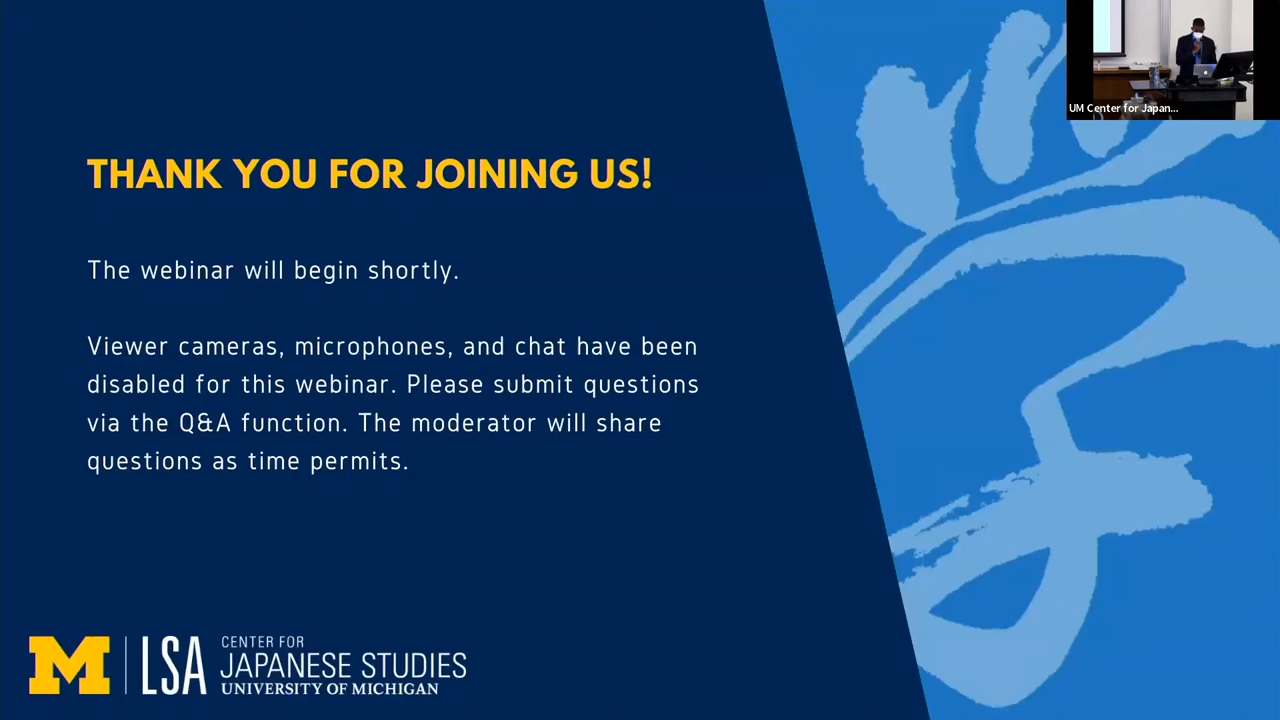 UM Center for Japan...
THANK YOU FOR JOINING US!
The webinar will begin shortly.
Viewer cameras, microphones, and chat have been
disabled for this webinar. Please submit questions
via the Q&A function. The moderator will share
questions as time permits.
学
M | LSA
CENTER FOR
JAPANESE STUDIES
UNIVERSITY OF MICHIGAN